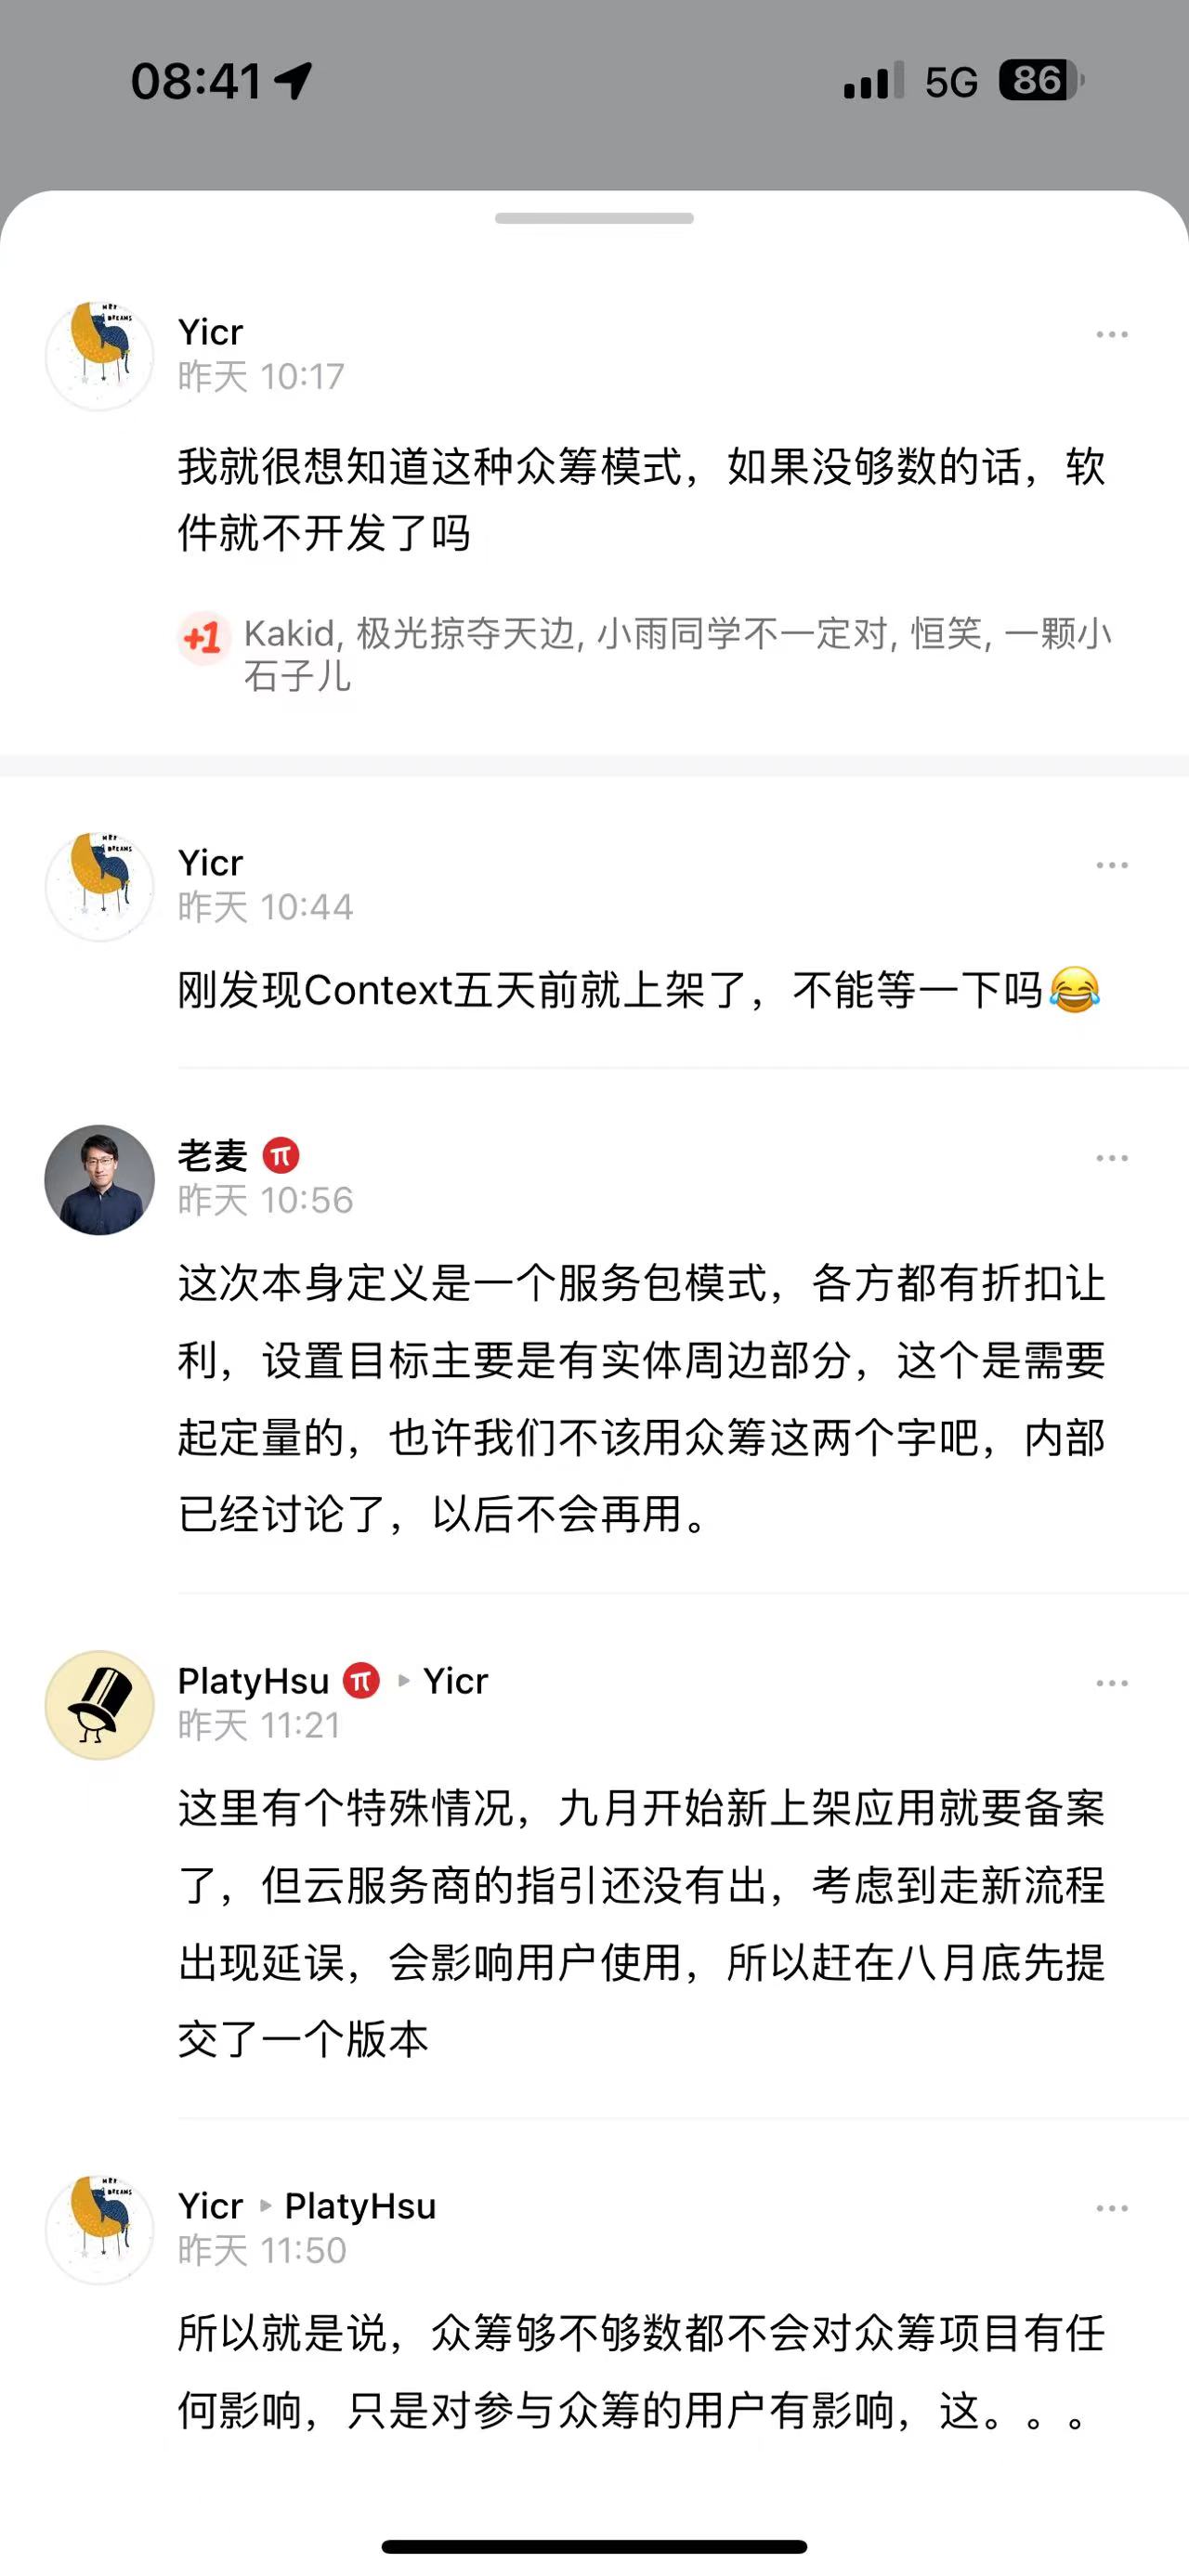 08:41
5G
86
Yicr
昨天 10:17
我就很想知道这种众筹模式，如果没够数的话，软
件就不开发了吗
+1
Kakid, 极光掠夺天边, 小雨同学不一定对, 恒笑, 一颗小
石子儿
Yicr
昨天 10:44
刚发现Context五天前就上架了，不能等一下吗😂
老麦 π
昨天 10:56
这次本身定义是一个服务包模式，各方都有折扣让
利，设置目标主要是有实体周边部分，这个是需要
起定量的，也许我们不该用众筹这两个字吧，内部
已经讨论了，以后不会再用。
PlatyHsu π ▸ Yicr
昨天 11:21
这里有个特殊情况，九月开始新上架应用就要备案
了，但云服务商的指引还没有出，考虑到走新流程
出现延误，会影响用户使用，所以赶在八月底先提
交了一个版本
Yicr ▸ PlatyHsu
昨天 11:50
所以就是说，众筹够不够数都不会对众筹项目有任
何影响，只是对参与众筹的用户有影响，这。。。